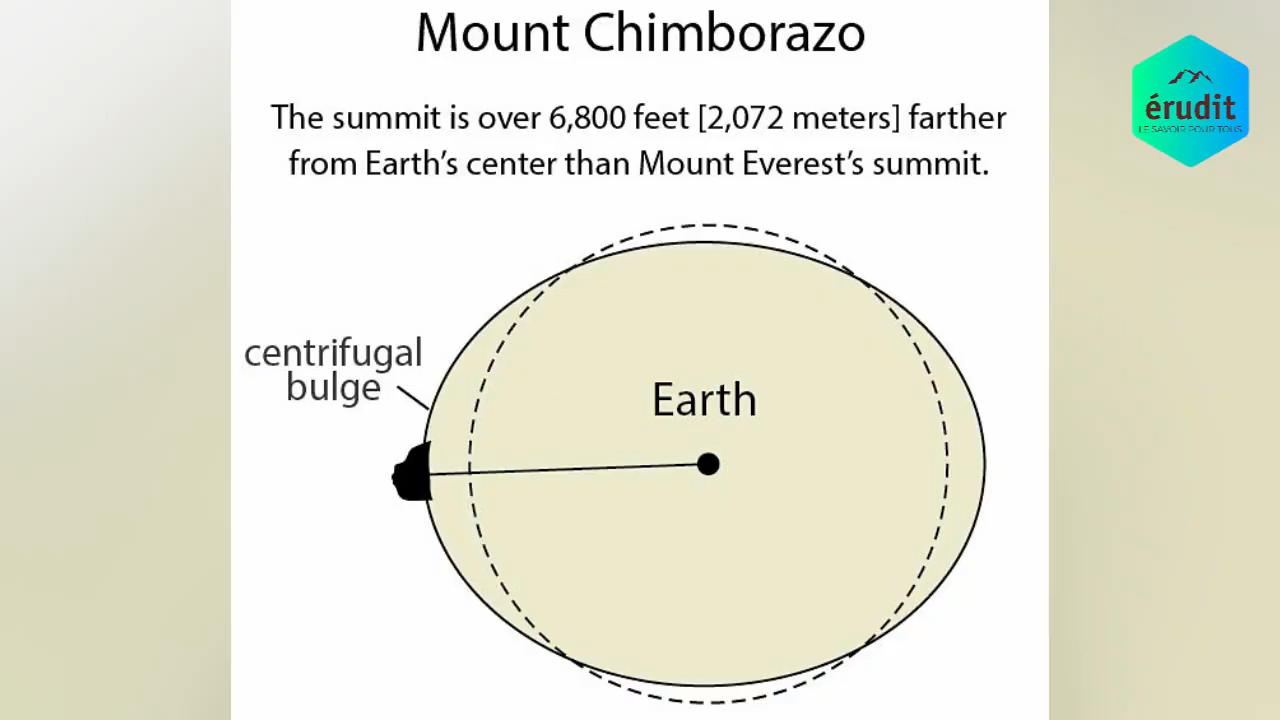 Mount Chimborazo
The summit is over 6,800 feet [2,072 meters] farther
from Earth's center than Mount Everest's summit.
érudit
LE SAVOIR POUR TOUS
centrifugal
bulge
Earth